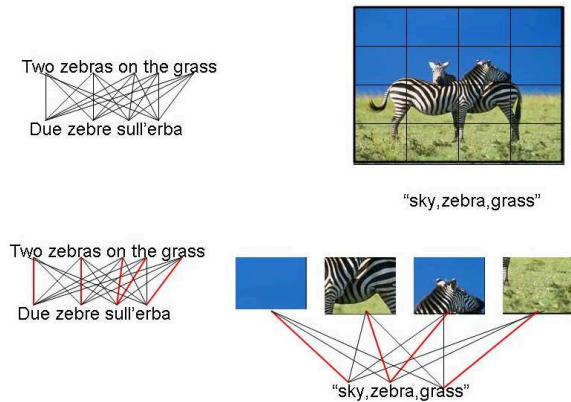 Two zebras on the grass
Due zebre sull'erba
"sky,zebra,grass"
Two zebras on the grass
Due zebre sull'erba
"sky,zebra,grass"